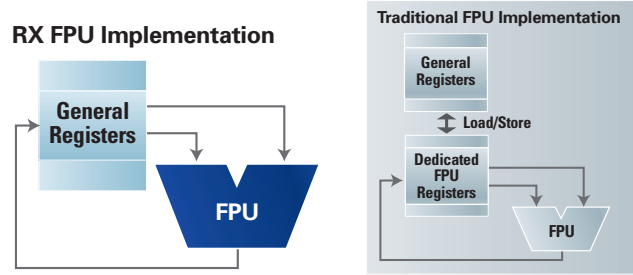 RX FPU Implementation
General
Registers
FPU
Traditional FPU Implementation
General
Registers
Load/Store
Dedicated
FPU
Registers
FPU